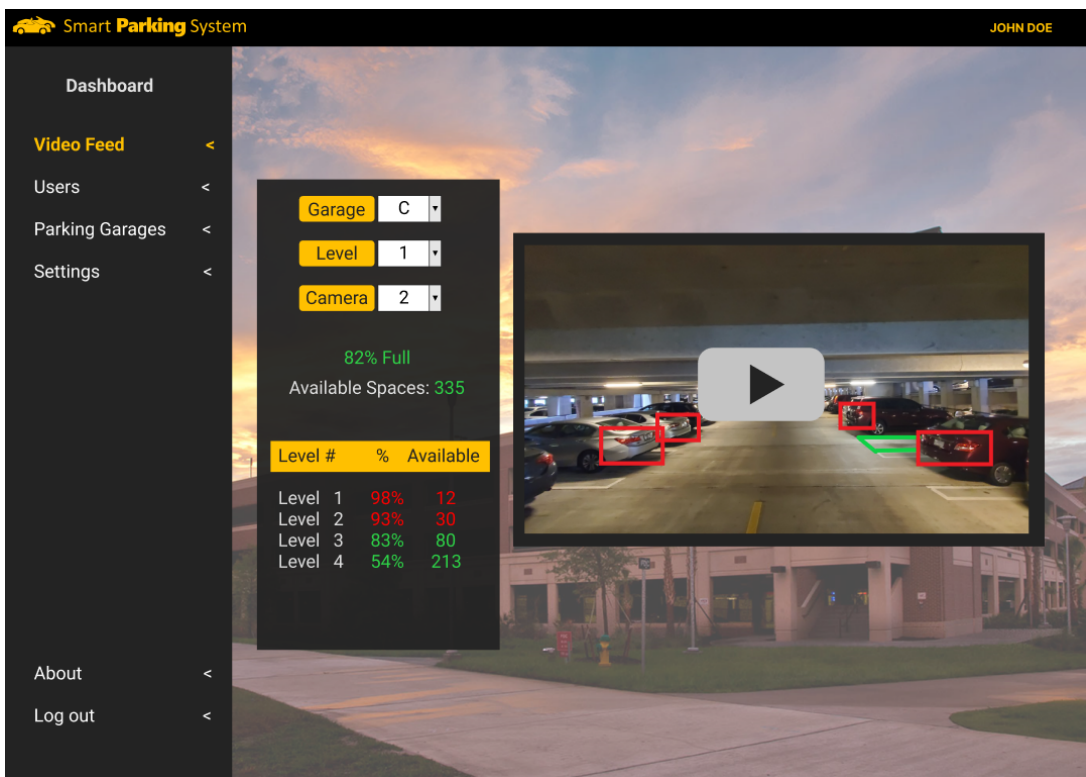 Smart Parking System
JOHN DOE
Dashboard
Video Feed <
Users <
Parking Garages <
Settings <
About <
Log out <
Garage C
Level 1
Camera 2
82% Full
Available Spaces: 335
Level # % Available
Level 1 98% 12
Level 2 93% 30
Level 3 83% 80
Level 4 54% 213